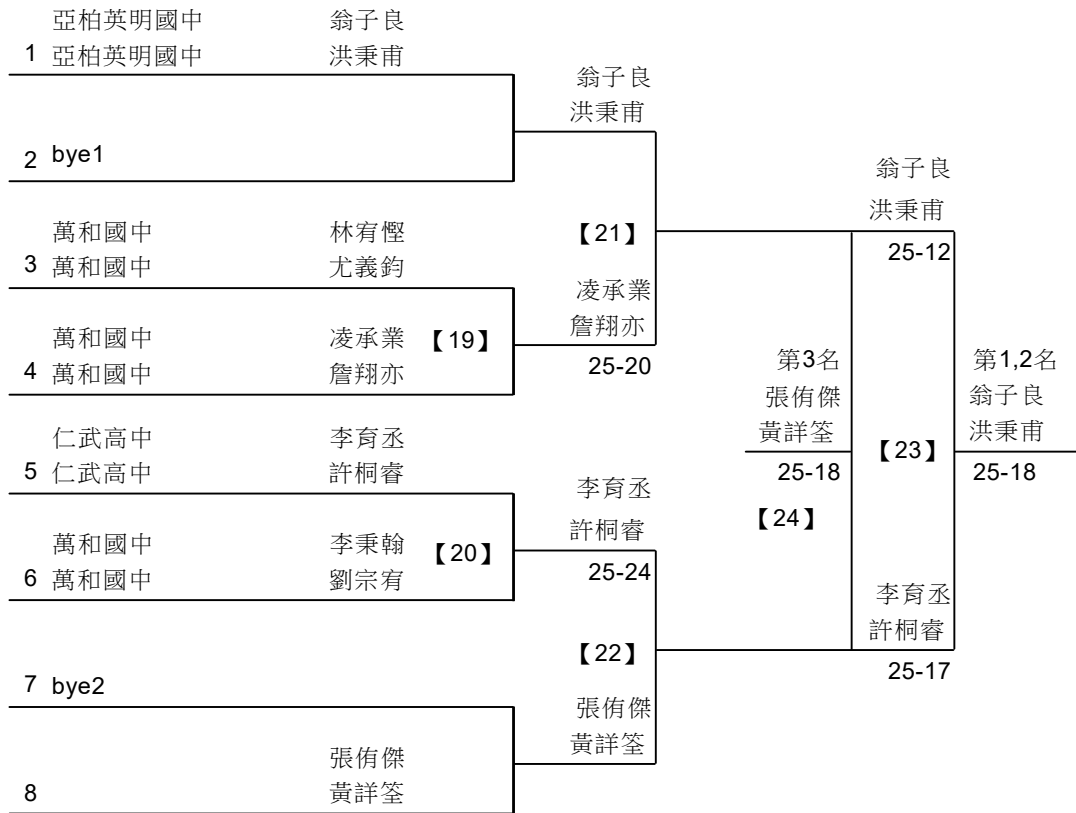 亞柏英明國中 翁子良
1 亞柏英明國中 洪秉甫
翁子良
洪秉甫
2 bye1
翁子良
洪秉甫
25-12
萬和國中 林宥慳
3 萬和國中 尤義鈞
【21】
凌承業
詹翔亦
25-20
萬和國中 凌承業 【19】
4 萬和國中 詹翔亦
第3名
張侑傑
黃詳筌
25-18
【24】
【23】
第1,2名
翁子良
洪秉甫
25-18
仁武高中 李育丞
5 仁武高中 許桐睿
李育丞
許桐睿
25-24
萬和國中 李秉翰 【20】
6 萬和國中 劉宗宥
李育丞
許桐睿
25-17
【22】
7 bye2
張侑傑
黃詳筌
張侑傑
8 黃詳筌